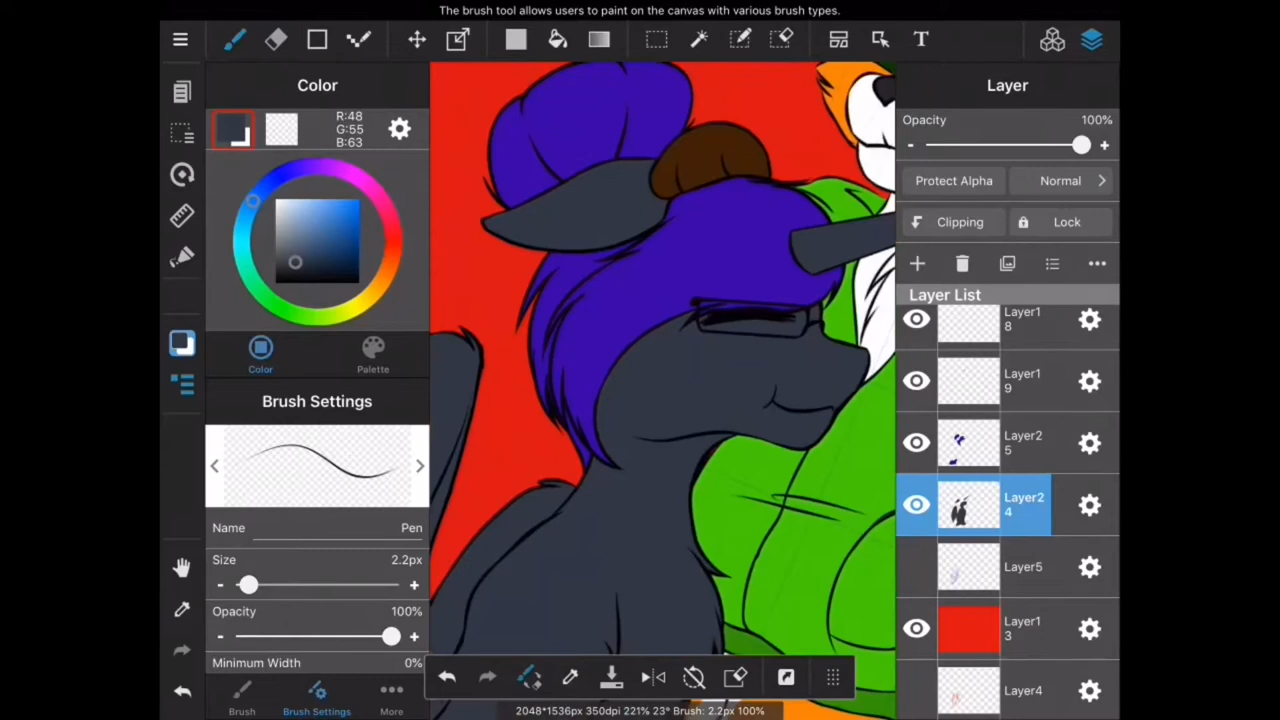 The brush tool allows users to paint on the canvas with various brush types.
T
Color
R:48
G:55
B:63
Color
Palette
Brush Settings
Name
Pen
Size
2.2px
-
+
Opacity
100%
-
+
Minimum Width
0%
Brush
Brush Settings
More
2048*1536px 350dpi 221% 23° Brush: 2.2px 100%
Layer
Opacity
100%
-
+
Protect Alpha
Normal
Clipping
Lock
Layer List
Layer1
8
Layer1
9
Layer2
5
Layer2
4
Layer5
Layer1
3
Layer4